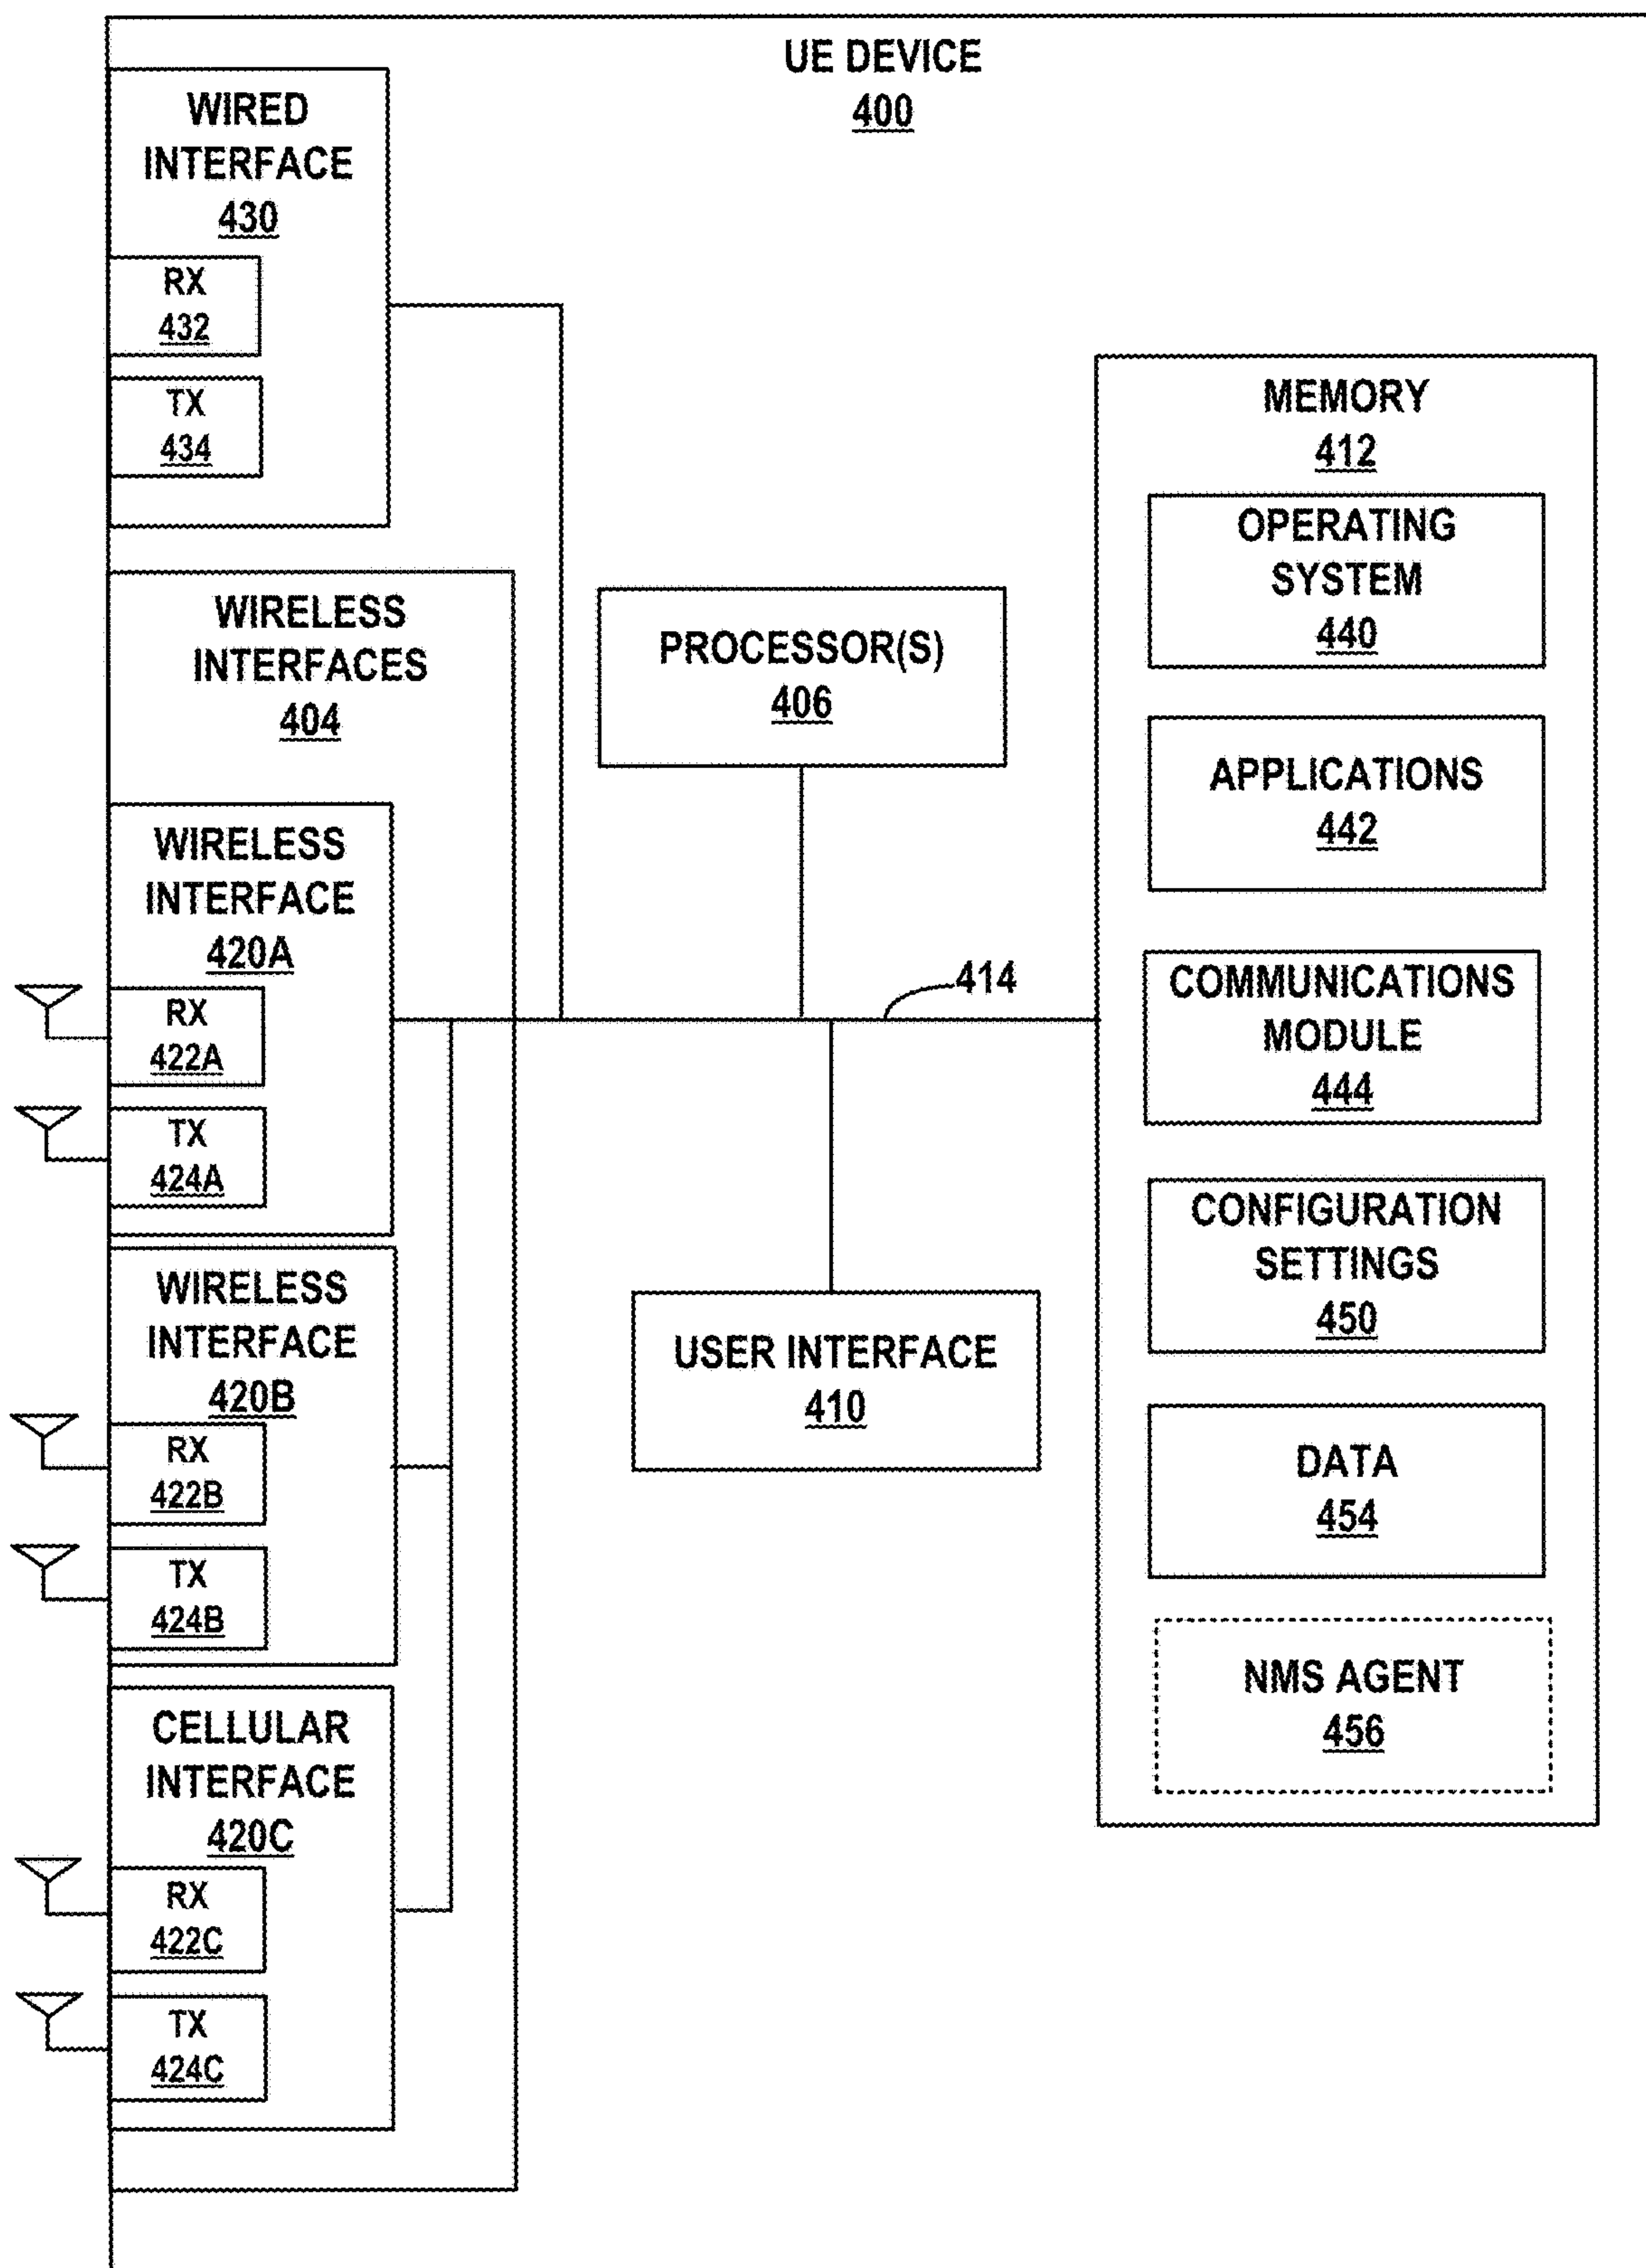 UE DEVICE
400
WIRED
INTERFACE
430
RX
432
TX
434
WIRELESS
INTERFACES
404
WIRELESS
INTERFACE
420A
RX
422A
TX
424A
WIRELESS
INTERFACE
420B
RX
422B
TX
424B
CELLULAR
INTERFACE
420C
RX
422C
TX
424C
PROCESSOR(S)
406
414
USER INTERFACE
410
MEMORY
412
OPERATING
SYSTEM
440
APPLICATIONS
442
COMMUNICATIONS
MODULE
444
CONFIGURATION
SETTINGS
450
DATA
454
NMS AGENT
456